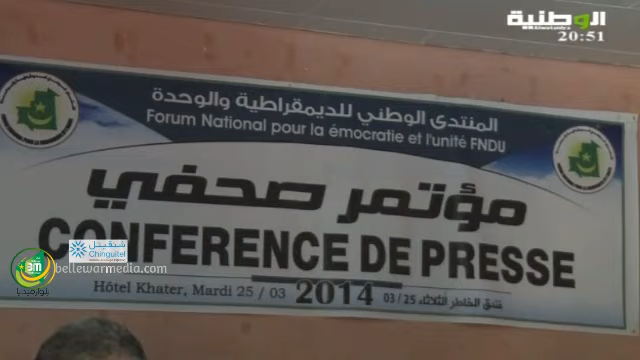 الوطنية
20:51
المنتدى الوطني للديمقراطية والوحدة
Forum National pour la émocratie et l'unité FNDU
مؤتمر صحفي
CONFERENCE DE PRESSE
شنقيتل
Chinguitel
bellewarmedia.com
Hôtel Khater, Mardi 25 / 03 2014 فندق الخاطر الثلاثاء 25 / 03